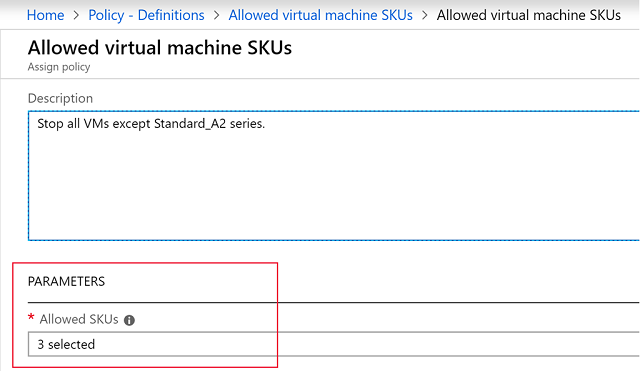 Home > Policy - Definitions > Allowed virtual machine SKUs > Allowed virtual machine SKUs
Allowed virtual machine SKUs
Assign policy
Description
Stop all VMs except Standard_A2 series.
PARAMETERS
* Allowed SKUs i
3 selected